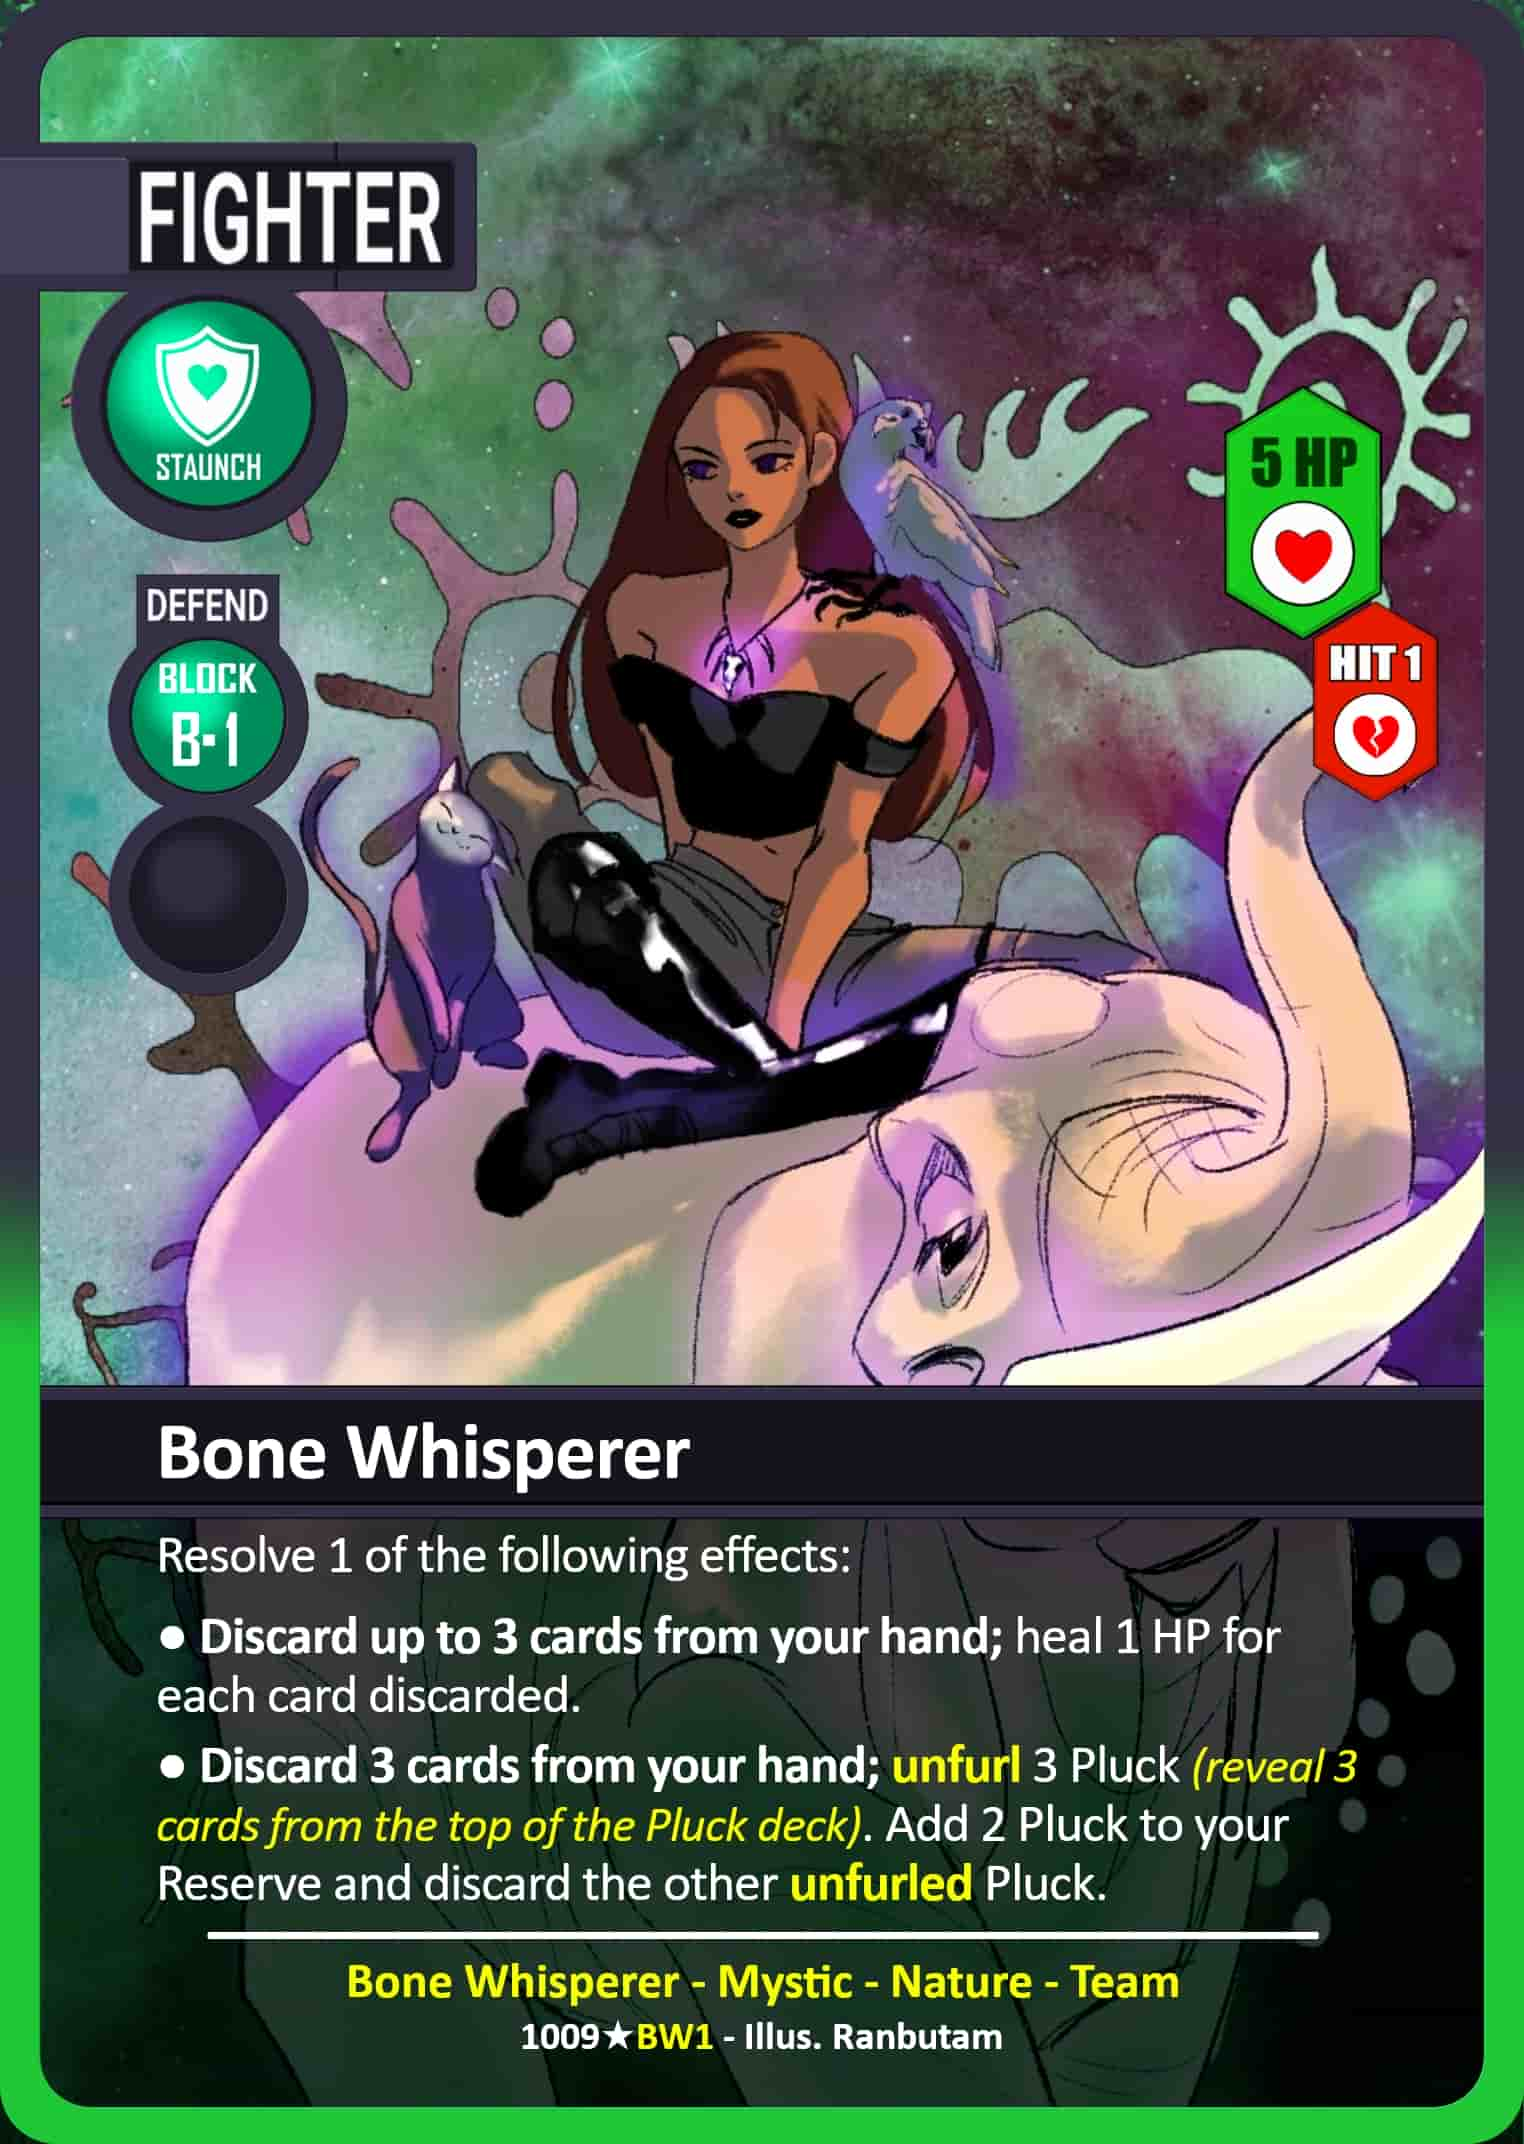 FIGHTER
STAUNCH
5 HP
DEFEND
HIT 1
BLOCK
B-1
Bone Whisperer
Resolve 1 of the following effects:
● Discard up to 3 cards from your hand; heal 1 HP for
each card discarded.
● Discard 3 cards from your hand; unfurl 3 Pluck (reveal 3
cards from the top of the Pluck deck). Add 2 Pluck to your
Reserve and discard the other unfurled Pluck.
Bone Whisperer - Mystic - Nature - Team
1009★BW1 - Illus. Ranbutam